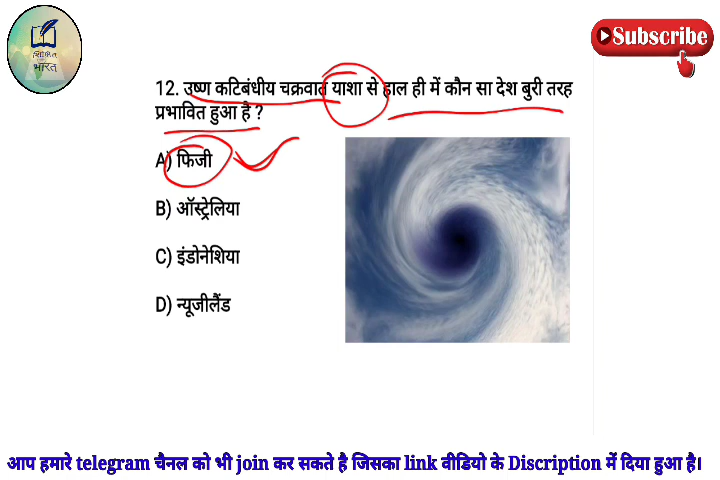 शिक्षित
भारत्
Subscribe
12. उष्ण कटिबंधीय चक्रवात याशा से हाल ही में कौन सा देश बुरी तरह
प्रभावित हुआ है ?
A) फिजी
B) ऑस्ट्रेलिया
C) इंडोनेशिया
D) न्यूजीलैंड
आप हमारे telegram चैनल को भी join कर सकते है जिसका link वीडियो के Discription में दिया हुआ है।